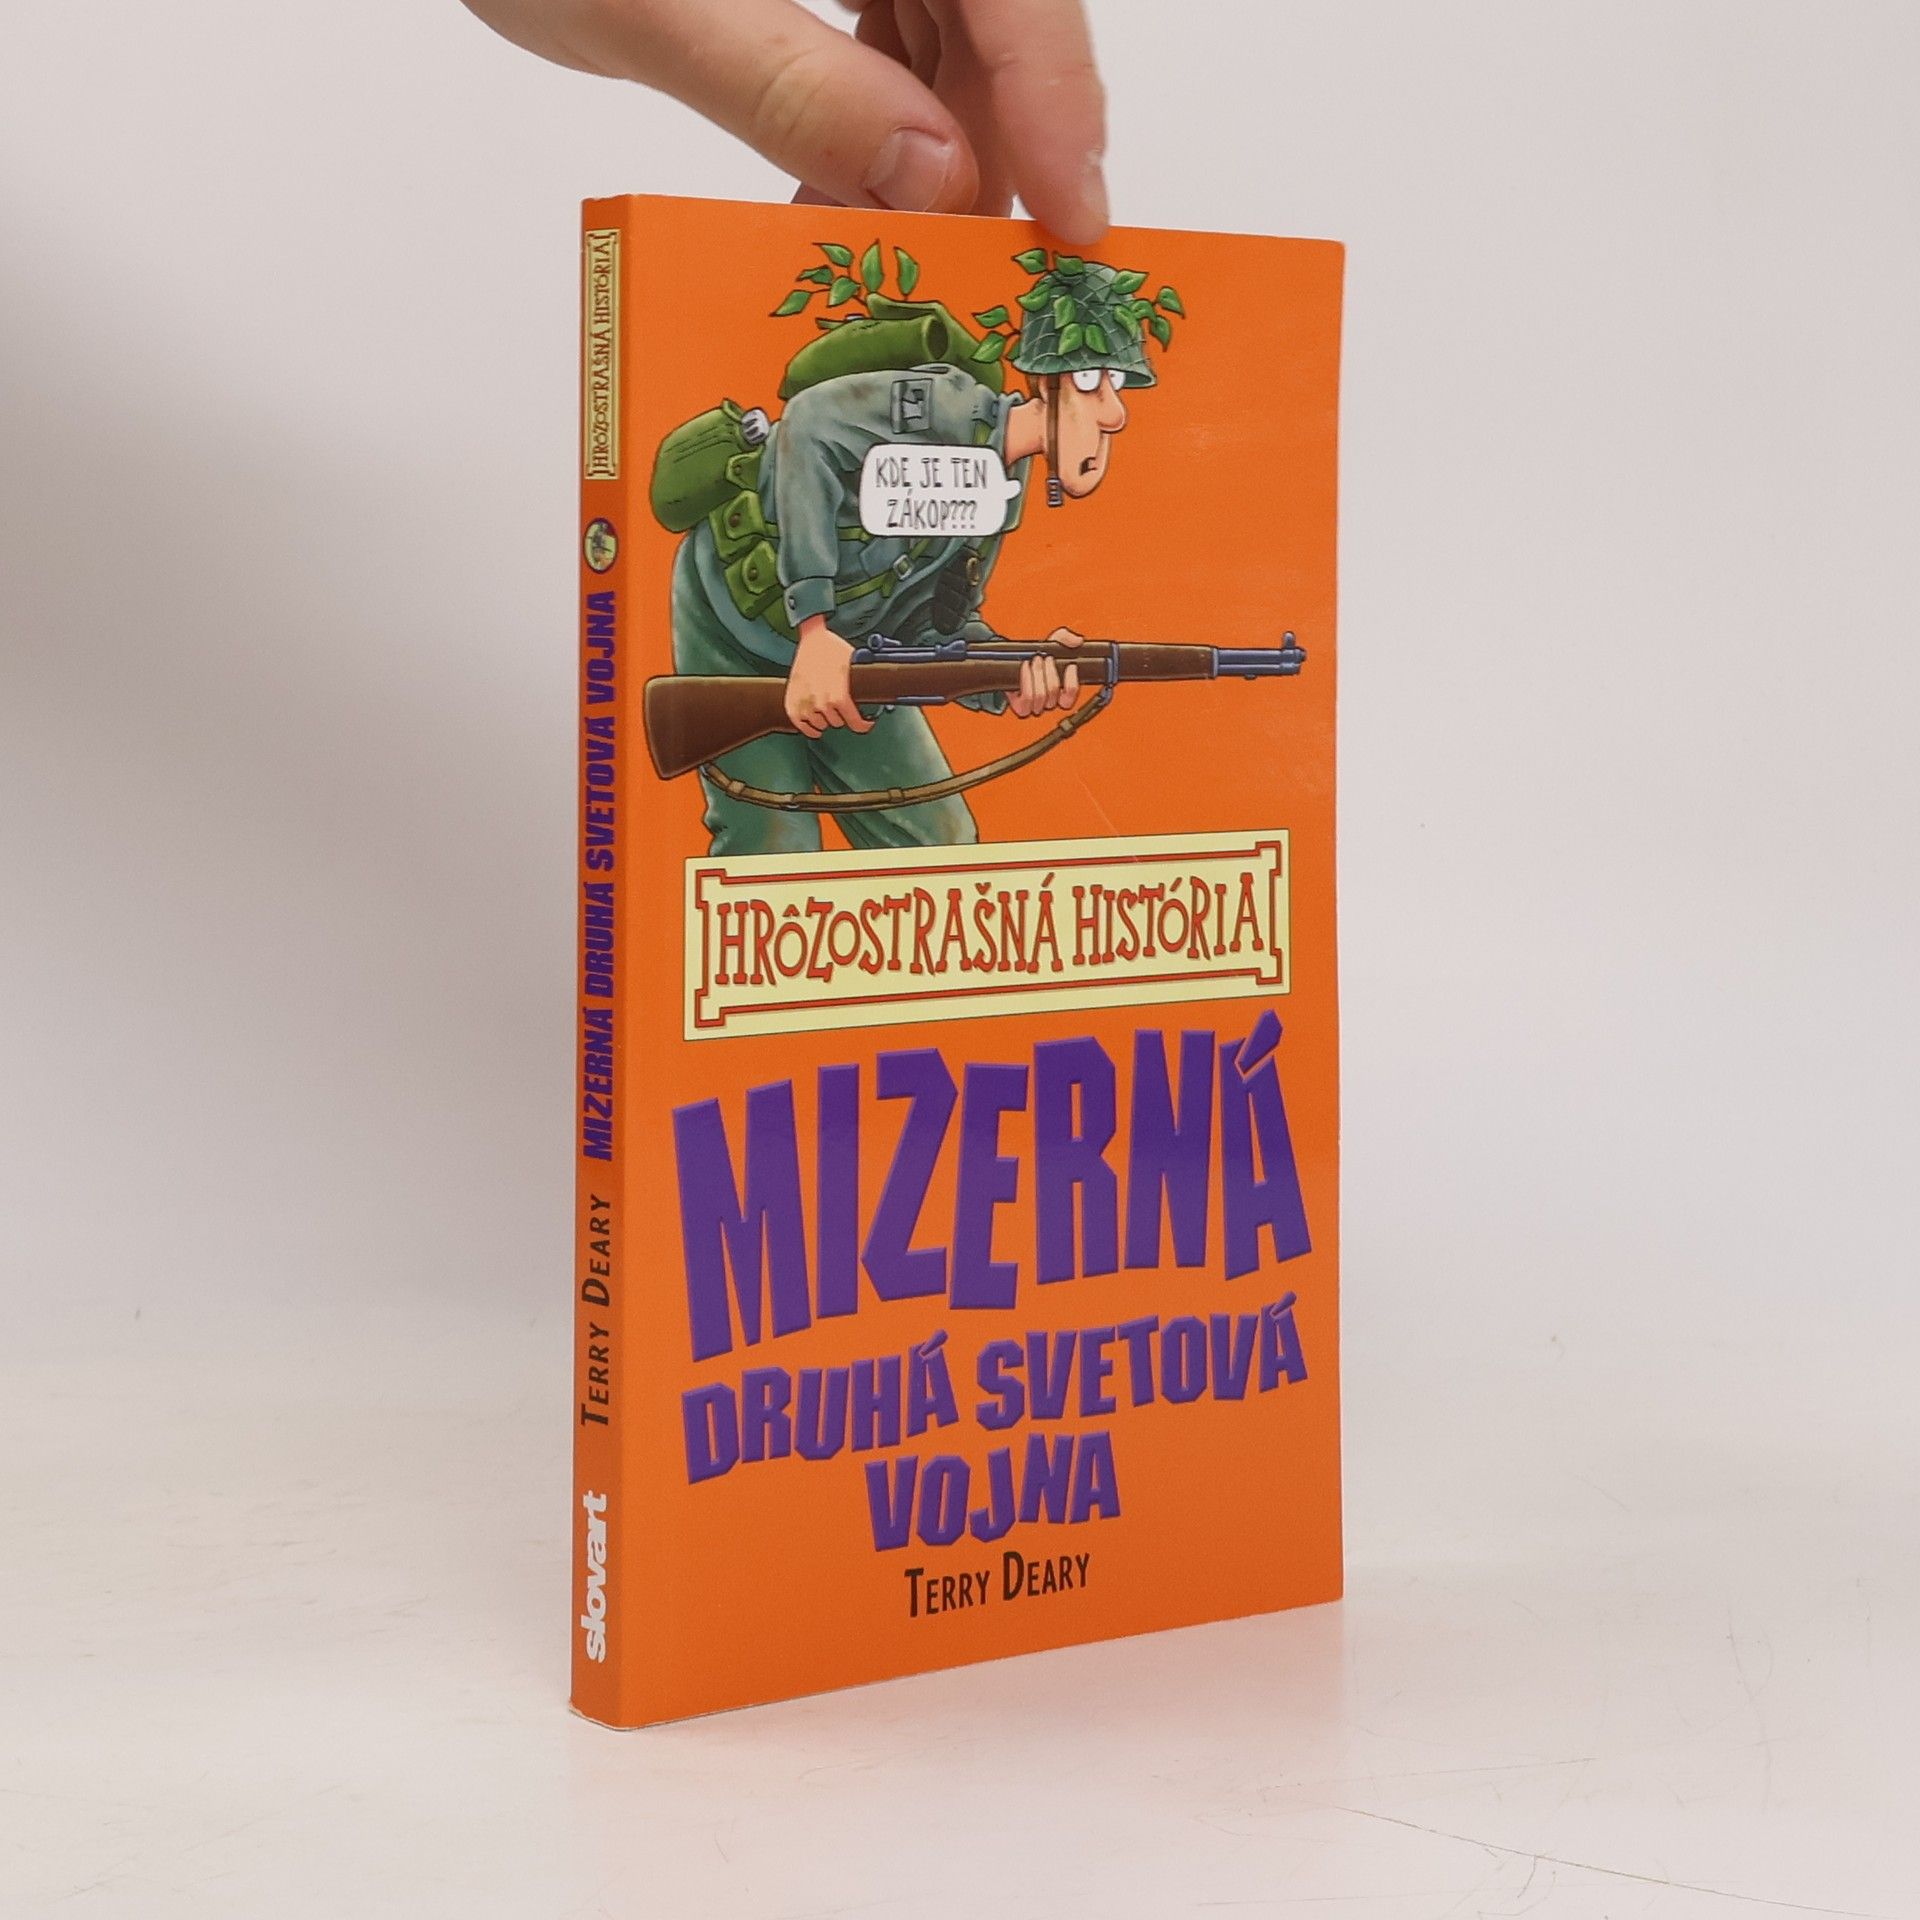 HRÔZOSTRAŠNÁ HISTÓRIA
MIZERNÁ DRUHÁ SVETOVÁ VOJNA
TERRY DEARY
slovart
KDE JE TEN
ZÁKOP???
HRÔZOSTRAŠNÁ HISTÓRIA
MIZERNÁ
DRUHÁ SVETOVÁ
VOJNA
TERRY DEARY